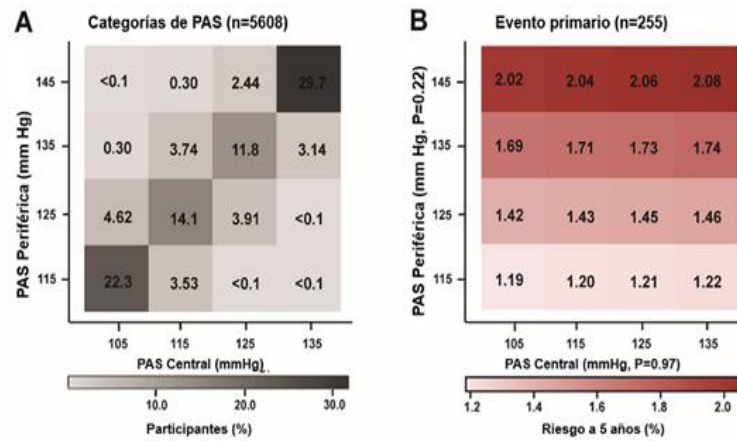 A
Categorías de PAS (n=5608)
PAS Periférica (mm Hg)
145
<0.1 0.30 2.44 29.7
135
0.30 3.74 11.8 3.14
125
4.62 14.1 3.91 <0.1
115
22.3 3.53 <0.1 <0.1
105 115 125 135
PAS Central (mmHg)
10.0 20.0 30.0
Participantes (%)
B
Evento primario (n=255)
PAS Periférica (mm Hg, P=0.22)
145
2.02 2.04 2.06 2.08
135
1.69 1.71 1.73 1.74
125
1.42 1.43 1.45 1.46
115
1.19 1.20 1.21 1.22
105 115 125 135
PAS Central (mmHg, P=0.97)
1.2 1.4 1.6 1.8 2.0
Riesgo a 5 años (%)